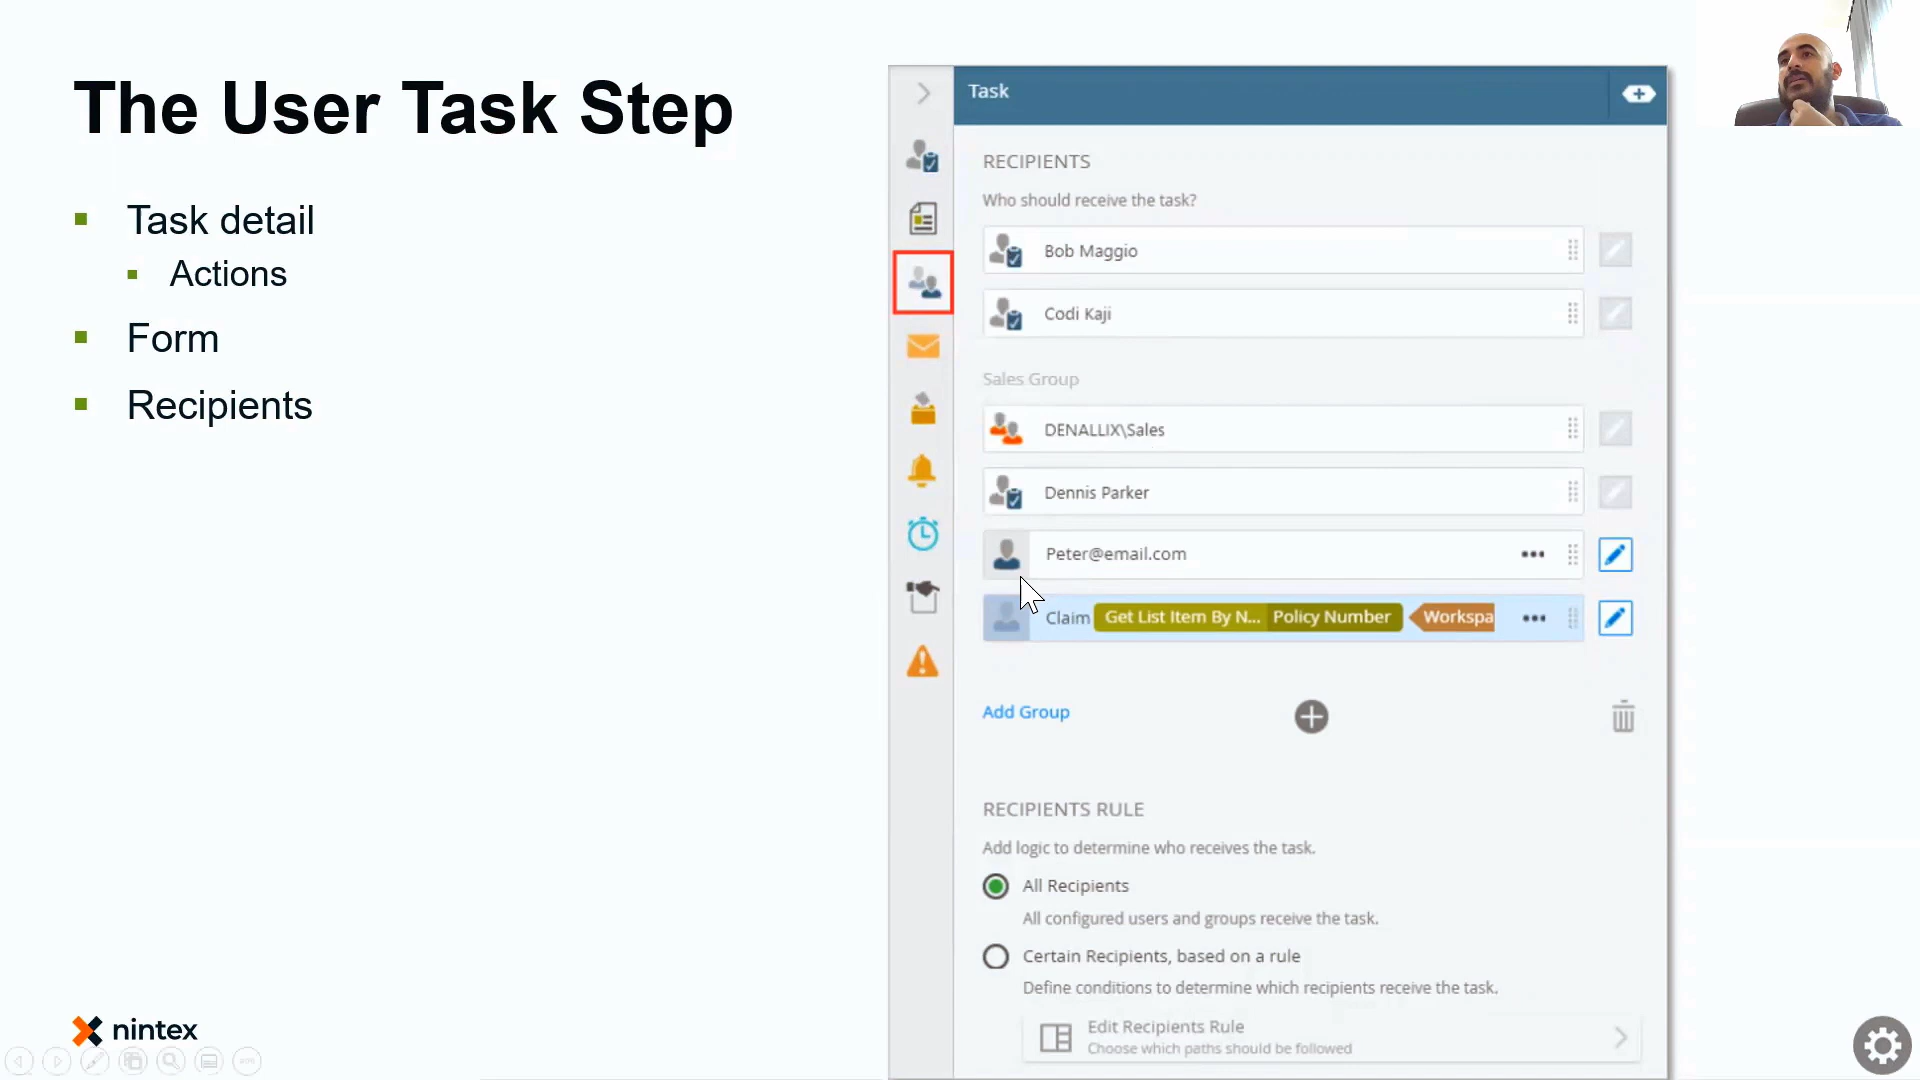 The User Task Step
Task detail
Actions
Form
Recipients
Task
RECIPIENTS
Who should receive the task?
Bob Maggio
Codi Kaji
Sales Group
DENALLIX\Sales
Dennis Parker
Peter@email.com
Claim Get List Item By N... Policy Number Workspa
Add Group
RECIPIENTS RULE
Add logic to determine who receives the task.
All Recipients
All configured users and groups receive the task.
Certain Recipients, based on a rule
Define conditions to determine which recipients receive the task.
Edit Recipients Rule
Choose which paths should be followed
nintex